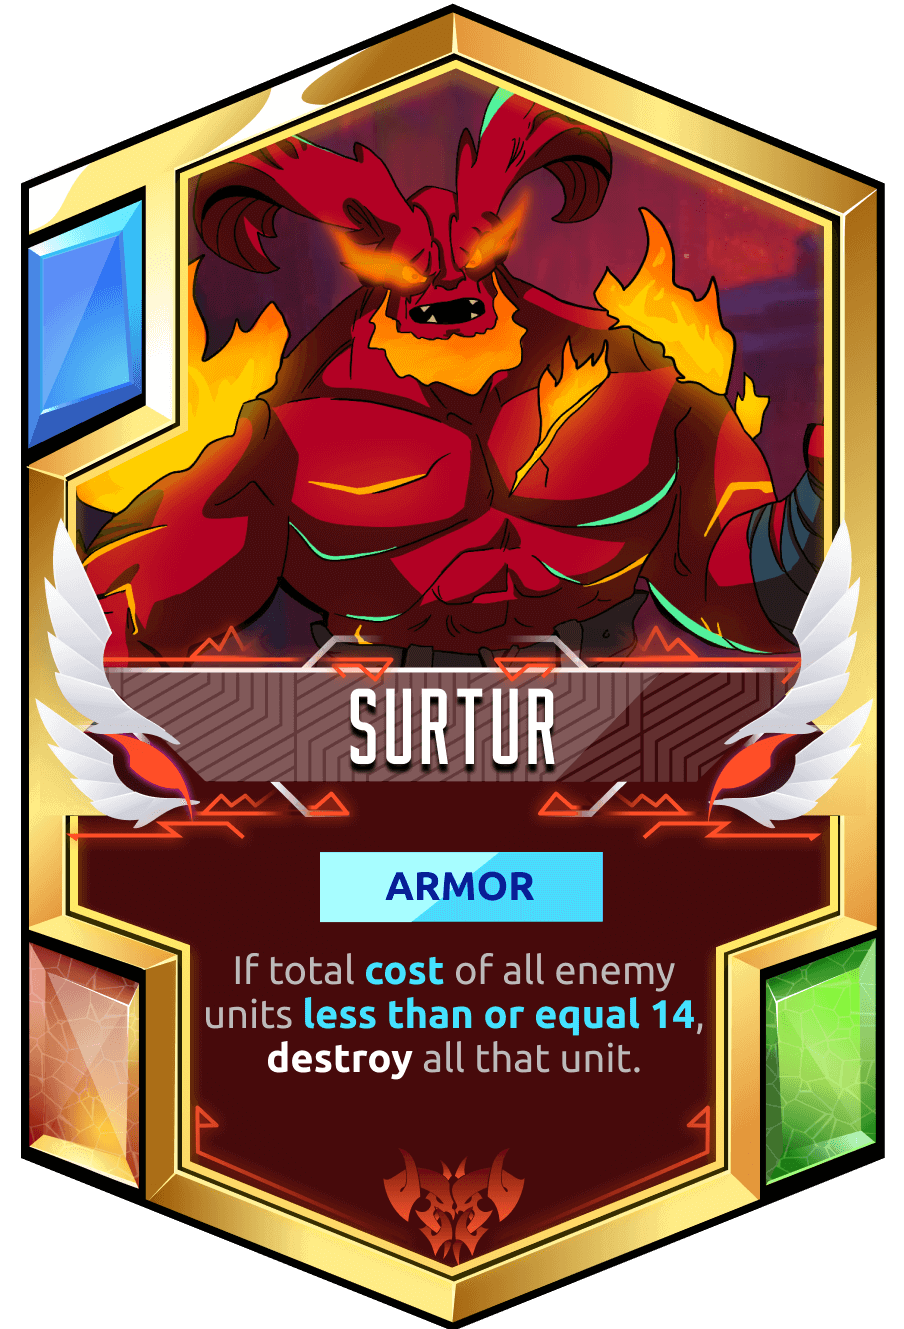 SURTUR
ARMOR
If total cost of all enemy
units less than or equal 14,
destroy all that unit.